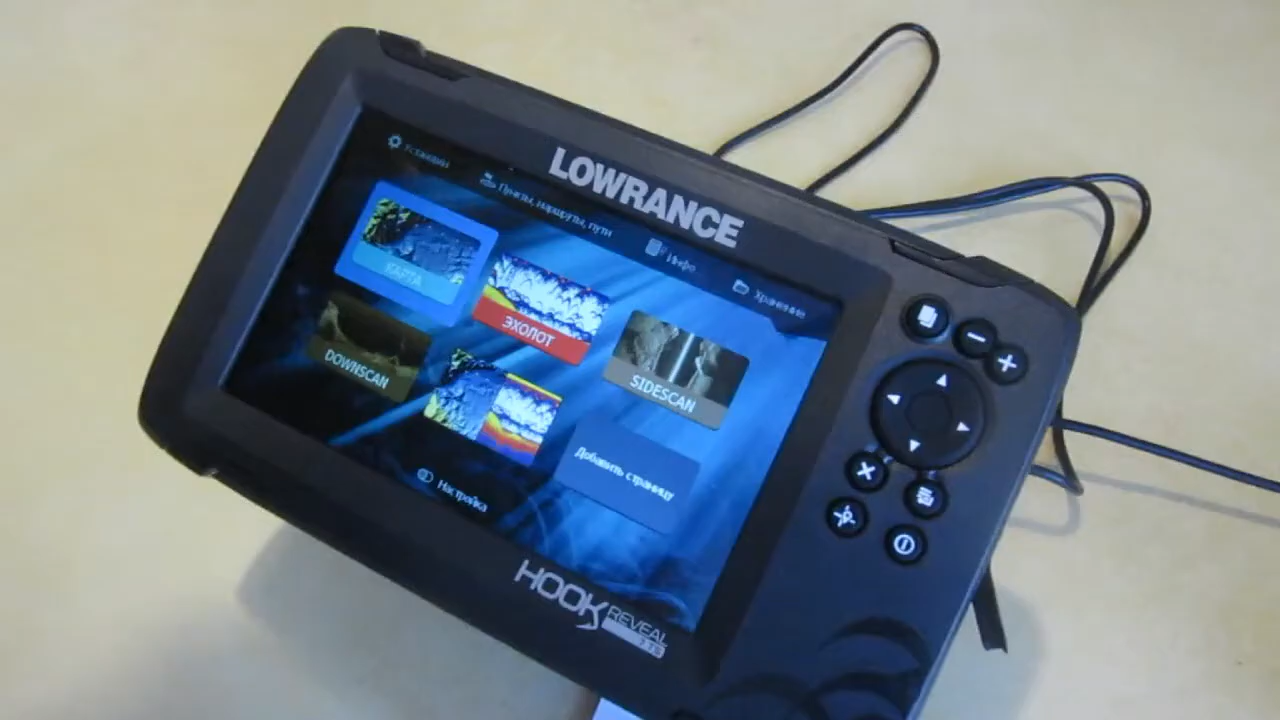 LOWRANCE
Установки
Пункты, маршруты, пути
Инфо
Хранение
КАРТА
ЭХОЛОТ
SIDESCAN
DOWNSCAN
Добавить страницу
Настройка
HOOK
REVEAL